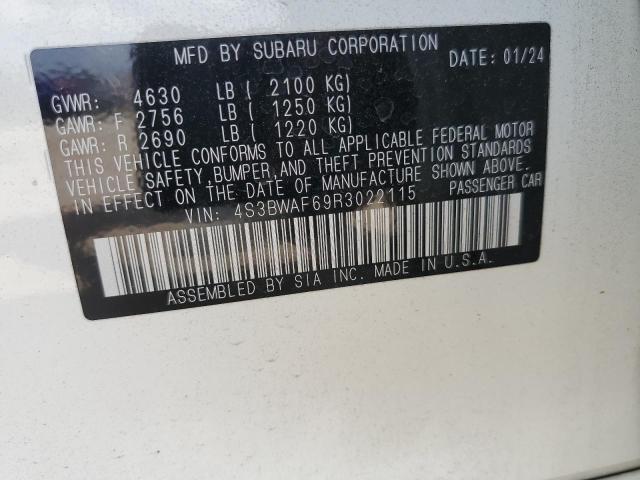 MFD BY SUBARU CORPORATION DATE: 01/24
GVWR: 4630 LB ( 2100 KG)
GAWR: F 2756 LB ( 1250 KG)
GAWR: R 2690 LB ( 1220 KG)
THIS VEHICLE CONFORMS TO ALL APPLICABLE FEDERAL MOTOR
VEHICLE SAFETY, BUMPER, AND THEFT PREVENTION STANDARDS
IN EFFECT ON THE DATE OF MANUFACTURE SHOWN ABOVE.
VIN: 4S3BWAF69R3022115 PASSENGER CAR
ASSEMBLED BY SIA INC. MADE IN U.S.A.